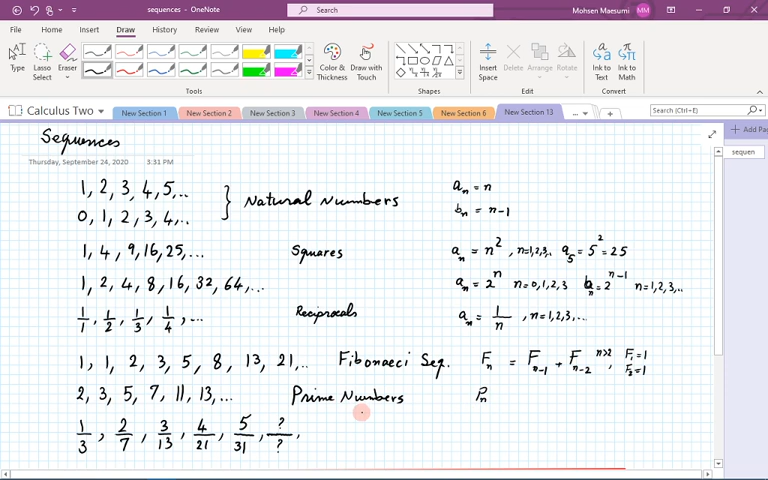 sequences - OneNote
Search
Mohsen Maesumi MM
File Home Insert Draw History Review View Help
Type Lasso Select Eraser Color & Thickness Draw with Touch Insert Space Delete Arrange Rotate Ink to Text Ink to Math
Tools Shapes Edit Convert
Calculus Two New Section 1 New Section 2 New Section 3 New Section 4 New Section 5 New Section 6 New Section 13 ... + Search (Ctrl+E)
Sequences
Add Pag
sequen
Thursday, September 24, 2020 3:31 PM
1, 2, 3, 4, 5, .. } Natural Numbers aₙ = n
0, 1, 2, 3, 4, .. bₙ = n-1
1, 4, 9, 16, 25, ... Squares aₙ = n², n=1,2,3,.. a₅ = 5² = 25
1, 2, 4, 8, 16, 32, 64, ... aₙ = 2ⁿ n=0,1,2,3 bₙ = 2ⁿ⁻¹ n=1,2,3,..
1/1, 1/2, 1/3, 1/4, ... Reciprocals aₙ = 1/n, n=1,2,3,...
1, 1, 2, 3, 5, 8, 13, 21, .. Fibonacci Seq. Fₙ = Fₙ₋₁ + Fₙ₋₂ n>2, F₁=1 F₂=1
2, 3, 5, 7, 11, 13, ... Prime Numbers Pₙ
1/3, 2/7, 3/13, 4/21, 5/31, ?/?,